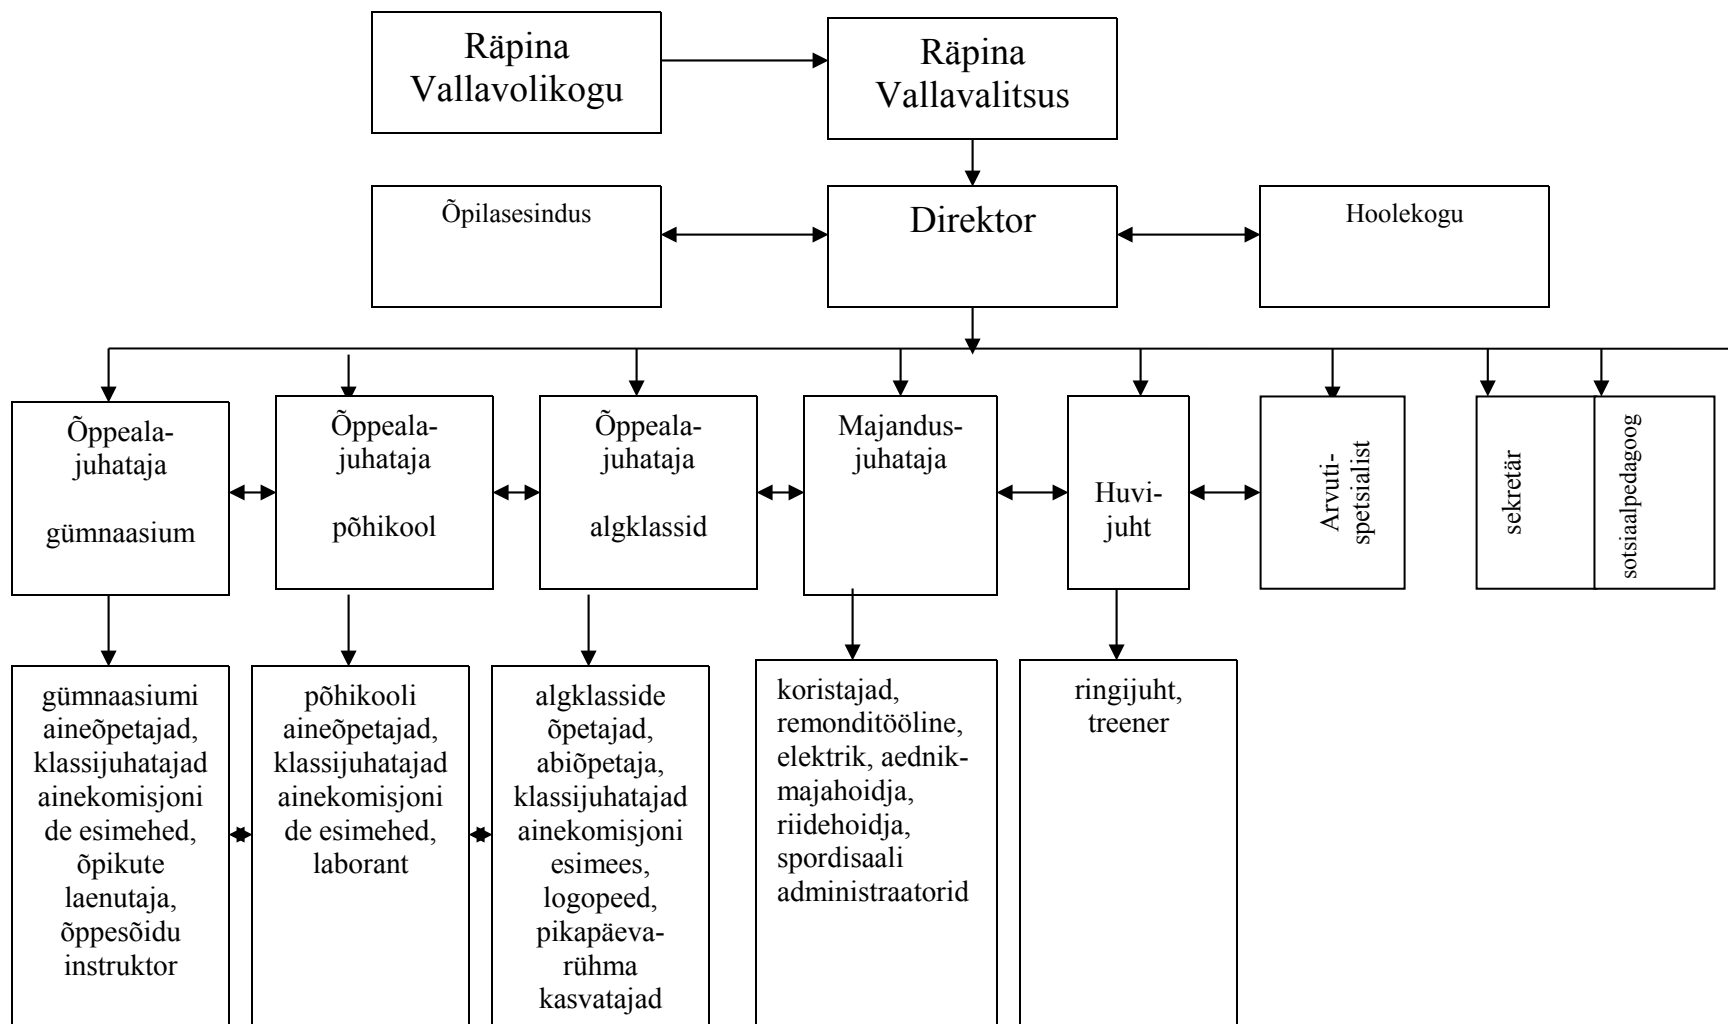 Räpina
Vallavolikogu
Räpina
Vallavalitsus
Õpilasesindus
Direktor
Hoolekogu
Õppeala-
juhataja
gümnaasium
Õppeala-
juhataja
põhikool
Õppeala-
juhataja
algklassid
Majandus-
juhataja
Huvi-
juht
Arvuti-
spetsialist
sekretär
sotsiaalpedagoog
gümnaasiumi
aineõpetajad,
klassijuhatajad
ainekomisjoni
de esimehed,
õpikute
laenutaja,
õppesõidu
instruktor
põhikooli
aineõpetajad,
klassijuhatajad
ainekomisjoni
de esimehed,
laborant
algklasside
õpetajad,
abiõpetaja,
klassijuhatajad
ainekomisjoni
esimees,
logopeed,
pikapäeva-
rühma
kasvatajad
koristajad,
remonditööline,
elektrik, aednik-
majahoidja,
riidehoidja,
spordisaali
administraatorid
ringijuht,
treener